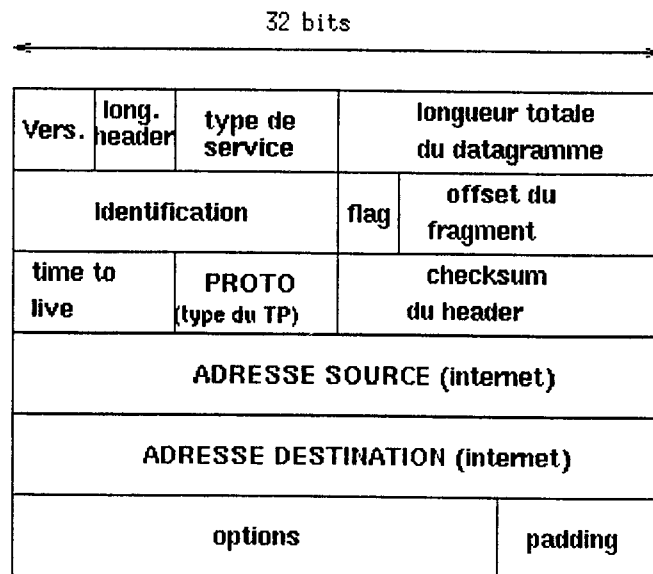 32 bits
Vers.
long.
header
type de
service
longueur totale
du datagramme
Identification
flag
offset du
fragment
time to
live
PROTO
(type du TP)
checksum
du header
ADRESSE SOURCE (internet)
ADRESSE DESTINATION (internet)
options
padding